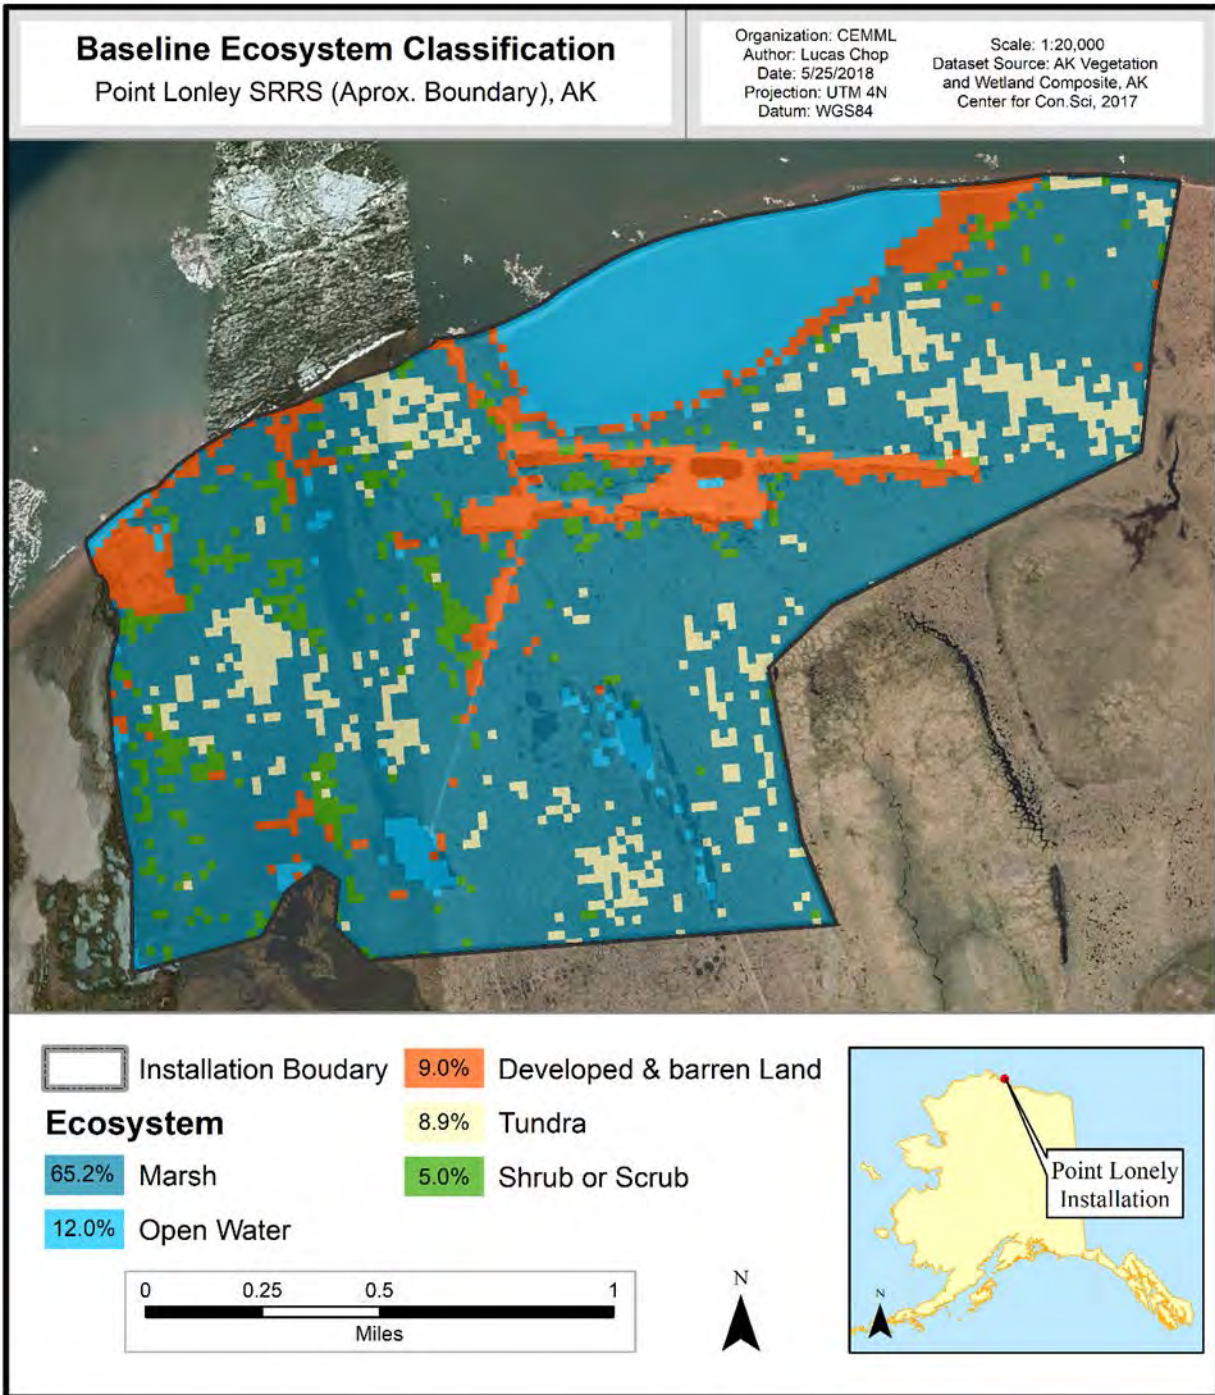 Baseline Ecosystem Classification
Point Lonley SRRS (Aprox. Boundary), AK
Organization: CEMML
Author: Lucas Chop
Date: 5/25/2018
Projection: UTM 4N
Datum: WGS84
Scale: 1:20,000
Dataset Source: AK Vegetation
and Wetland Composite, AK
Center for Con.Sci, 2017
Installation Boudary
Ecosystem
65.2% Marsh
12.0% Open Water
9.0% Developed & barren Land
8.9% Tundra
5.0% Shrub or Scrub
0 0.25 0.5 1
Miles
N
Point Lonely
Installation
N